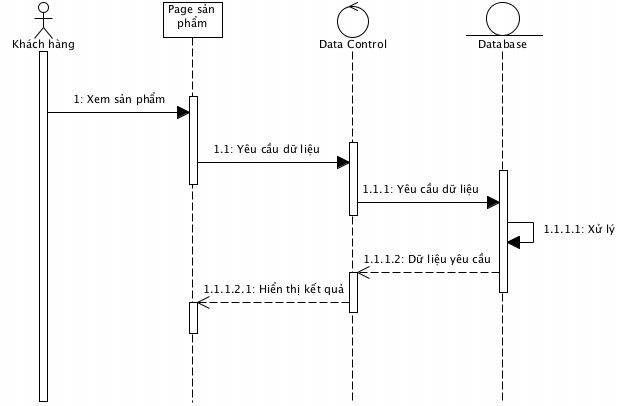 Page sản
phẩm
Khách hàng
Data Control
Database
1: Xem sản phẩm
1.1: Yêu cầu dữ liệu
1.1.1: Yêu cầu dữ liệu
1.1.1.1: Xử lý
1.1.1.2: Dữ liệu yêu cầu
1.1.1.2.1: Hiển thị kết quả